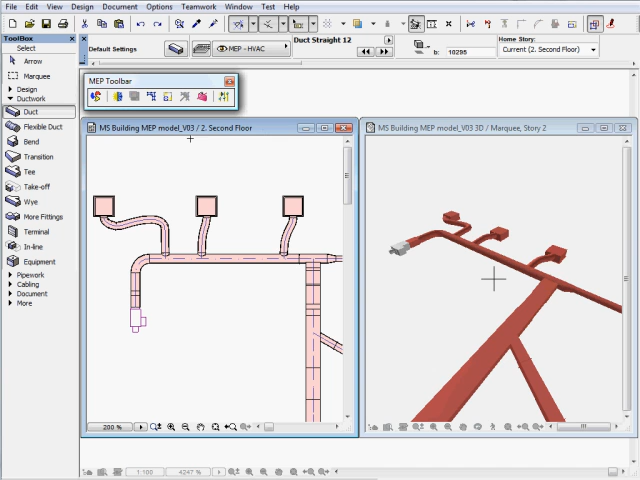 File Edit View Design Document Options Teamwork Window Test Help
ToolBox
Select
Arrow
Marquee
Design
Ductwork
Duct
Flexible Duct
Bend
Transition
Tee
Take-off
Wye
More Fittings
Terminal
In-line
Equipment
Pipework
Cabling
Document
More
Default Settings
MEP - HVAC
Duct Straight 12
b: 10295
Home Story:
Current (2. Second Floor)
MEP Toolbar
MS Building MEP model_V03 / 2. Second Floor
200 %
MS Building MEP model_V03 3D / Marquee, Story 2
1:100
4247 %